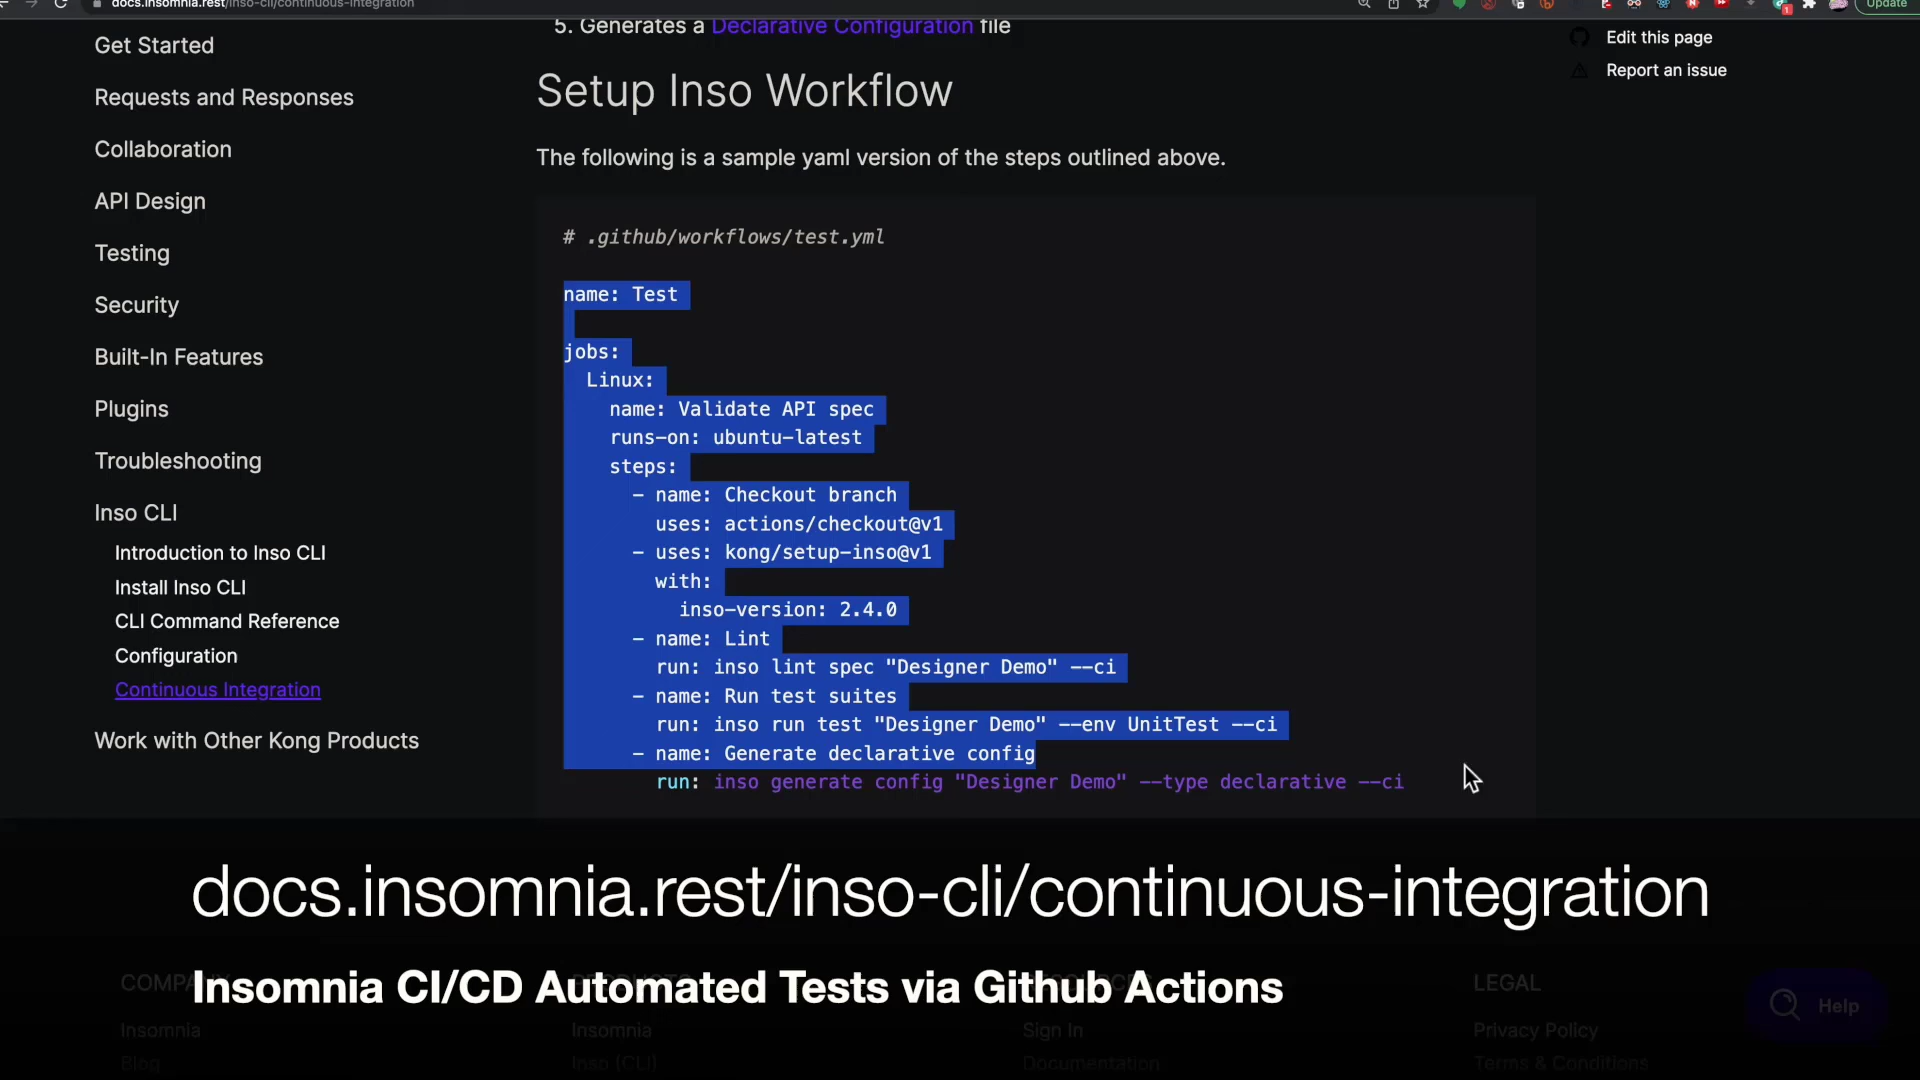 docs.insomnia.rest/inso-cli/continuous-integration
Update
Get Started
Requests and Responses
Collaboration
API Design
Testing
Security
Built-In Features
Plugins
Troubleshooting
Inso CLI
Introduction to Inso CLI
Install Inso CLI
CLI Command Reference
Configuration
Continuous Integration
Work with Other Kong Products
5. Generates a Declarative Configuration file
Setup Inso Workflow
The following is a sample yaml version of the steps outlined above.
# .github/workflows/test.yml
name: Test
jobs:
Linux:
name: Validate API spec
runs-on: ubuntu-latest
steps:
- name: Checkout branch
uses: actions/checkout@v1
- uses: kong/setup-inso@v1
with:
inso-version: 2.4.0
- name: Lint
run: inso lint spec "Designer Demo" --ci
- name: Run test suites
run: inso run test "Designer Demo" --env UnitTest --ci
- name: Generate declarative config
run: inso generate config "Designer Demo" --type declarative --ci
Edit this page
Report an issue
docs.insomnia.rest/inso-cli/continuous-integration
Insomnia CI/CD Automated Tests via Github Actions
LEGAL
Help
Insomnia
Insomnia
Sign In
Privacy Policy
Blog
Inso (CLI)
Documentation
Terms & Conditions